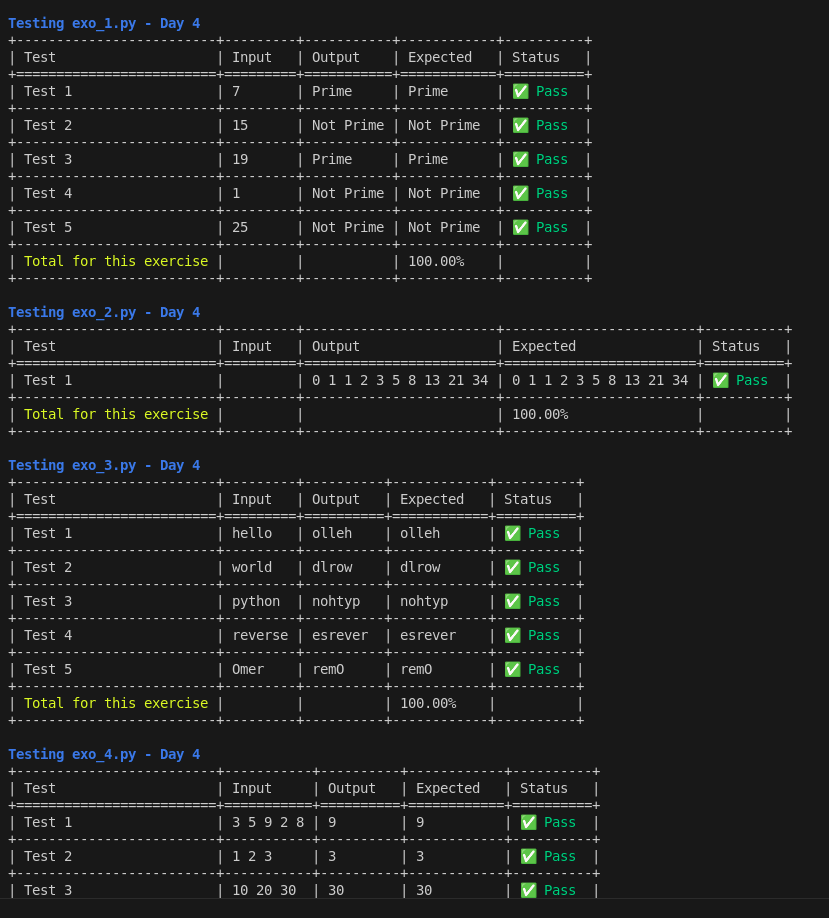 Testing exo_1.py - Day 4
+--------------------------+---------+-----------+------------+----------+
| Test                     | Input   | Output    | Expected   | Status   |
+==========================+=========+===========+============+==========+
| Test 1                   | 7       | Prime     | Prime      | ✅ Pass  |
+--------------------------+---------+-----------+------------+----------+
| Test 2                   | 15      | Not Prime | Not Prime  | ✅ Pass  |
+--------------------------+---------+-----------+------------+----------+
| Test 3                   | 19      | Prime     | Prime      | ✅ Pass  |
+--------------------------+---------+-----------+------------+----------+
| Test 4                   | 1       | Not Prime | Not Prime  | ✅ Pass  |
+--------------------------+---------+-----------+------------+----------+
| Test 5                   | 25      | Not Prime | Not Prime  | ✅ Pass  |
+--------------------------+---------+-----------+------------+----------+
| Total for this exercise |         |           | 100.00%    |          |
+--------------------------+---------+-----------+------------+----------+
Testing exo_2.py - Day 4
+-------------------------+---------+------------------------+------------------------+----------+
| Test                    | Input   | Output                 | Expected               | Status   |
+=========================+=========+========================+========================+==========+
| Test 1                  |         | 0 1 1 2 3 5 8 13 21 34 | 0 1 1 2 3 5 8 13 21 34 | ✅ Pass  |
+-------------------------+---------+------------------------+------------------------+----------+
| Total for this exercise |         |                        | 100.00%                |          |
+-------------------------+---------+------------------------+------------------------+----------+
Testing exo_3.py - Day 4
+-------------------------+---------+----------+------------+----------+
| Test                    | Input   | Output   | Expected   | Status   |
+=========================+=========+==========+============+==========+
| Test 1                  | hello   | olleh    | olleh      | ✅ Pass  |
+-------------------------+---------+----------+------------+----------+
| Test 2                  | world   | dlrow    | dlrow      | ✅ Pass  |
+-------------------------+---------+----------+------------+----------+
| Test 3                  | python  | nohtyp   | nohtyp     | ✅ Pass  |
+-------------------------+---------+----------+------------+----------+
| Test 4                  | reverse | esrever  | esrever    | ✅ Pass  |
+-------------------------+---------+----------+------------+----------+
| Test 5                  | Omer    | remO     | remO       | ✅ Pass  |
+-------------------------+---------+----------+------------+----------+
| Total for this exercise |         |          | 100.00%    |          |
+-------------------------+---------+----------+------------+----------+
Testing exo_4.py - Day 4
+-------------------------+-----------+----------+------------+----------+
| Test                    | Input     | Output   | Expected   | Status   |
+=========================+===========+==========+============+==========+
| Test 1                  | 3 5 9 2 8 | 9        | 9          | ✅ Pass  |
+-------------------------+-----------+----------+------------+----------+
| Test 2                  | 1 2 3     | 3        | 3          | ✅ Pass  |
+-------------------------+-----------+----------+------------+----------+
| Test 3                  | 10 20 30  | 30       | 30         | ✅ Pass  |